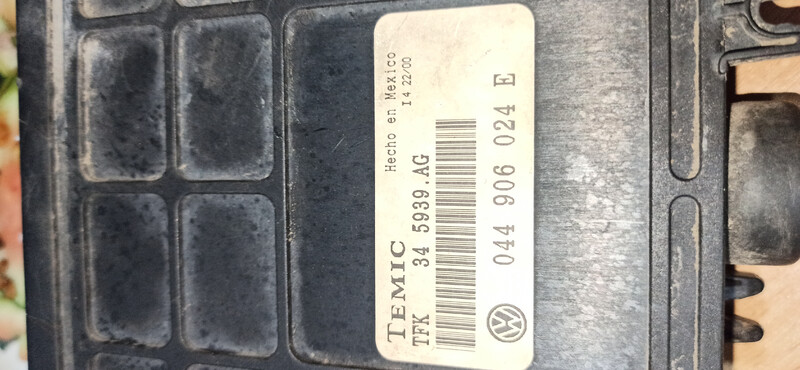 TEMIC
Hecho en Mexico
I 4 22/00
TFK 34 5939.AG
044 906 024 E